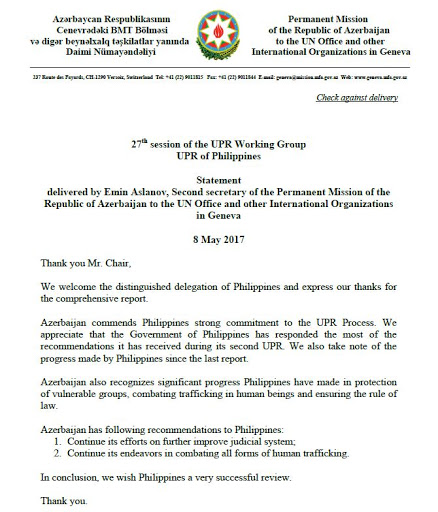 Azərbaycan Respublikasının
Cenevrədəki BMT Bölməsi
və digər beynəlxalq təşkilatlar yanında
Daimi Nümayəndəliyi
Permanent Mission
of the Republic of Azerbaijan
to the UN Office and other
International Organizations in Geneva
237 Route des Fayards, CH-1290 Versoix, Switzerland Tel: +41 (22) 9011815 Fax: +41 (22) 9011844 E-mail: geneva@mission.mfa.gov.az Web: www.geneva.mfa.gov.az
Check against delivery
27th session of the UPR Working Group
UPR of Philippines
Statement
delivered by Emin Aslanov, Second secretary of the Permanent Mission of the
Republic of Azerbaijan to the UN Office and other International Organizations
in Geneva
8 May 2017
Thank you Mr. Chair,
We welcome the distinguished delegation of Philippines and express our thanks for
the comprehensive report.
Azerbaijan commends Philippines strong commitment to the UPR Process. We
appreciate that the Government of Philippines has responded the most of the
recommendations it has received during its second UPR. We also take note of the
progress made by Philippines since the last report.
Azerbaijan also recognizes significant progress Philippines have made in protection
of vulnerable groups, combating trafficking in human beings and ensuring the rule of
law.
Azerbaijan has following recommendations to Philippines:
1. Continue its efforts on further improve judicial system;
2. Continue its endeavors in combating all forms of human trafficking.
In conclusion, we wish Philippines a very successful review.
Thank you.